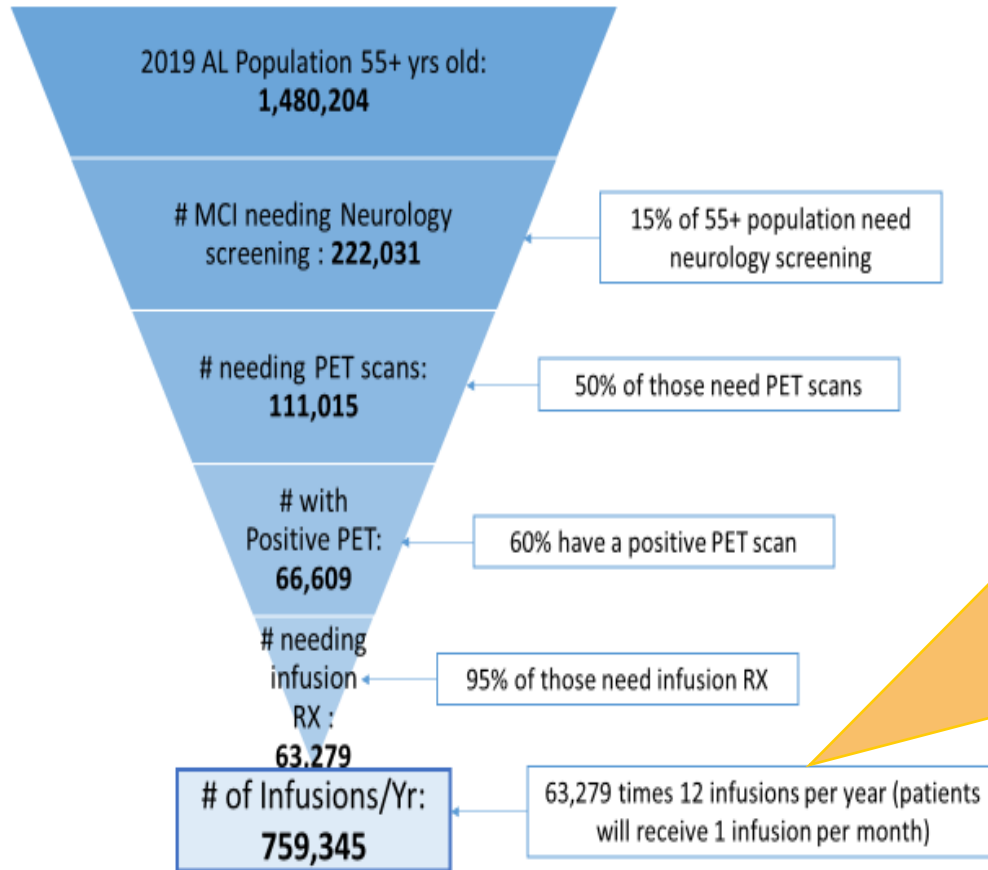 2019 AL Population 55+ yrs old:
1,480,204
# MCI needing Neurology
screening : 222,031
15% of 55+ population need
neurology screening
# needing PET scans:
111,015
50% of those need PET scans
# with
Positive PET:
66,609
60% have a positive PET scan
# needing
infusion
RX :
63,279
95% of those need infusion RX
# of Infusions/Yr:
759,345
63,279 times 12 infusions per year (patients
will receive 1 infusion per month)